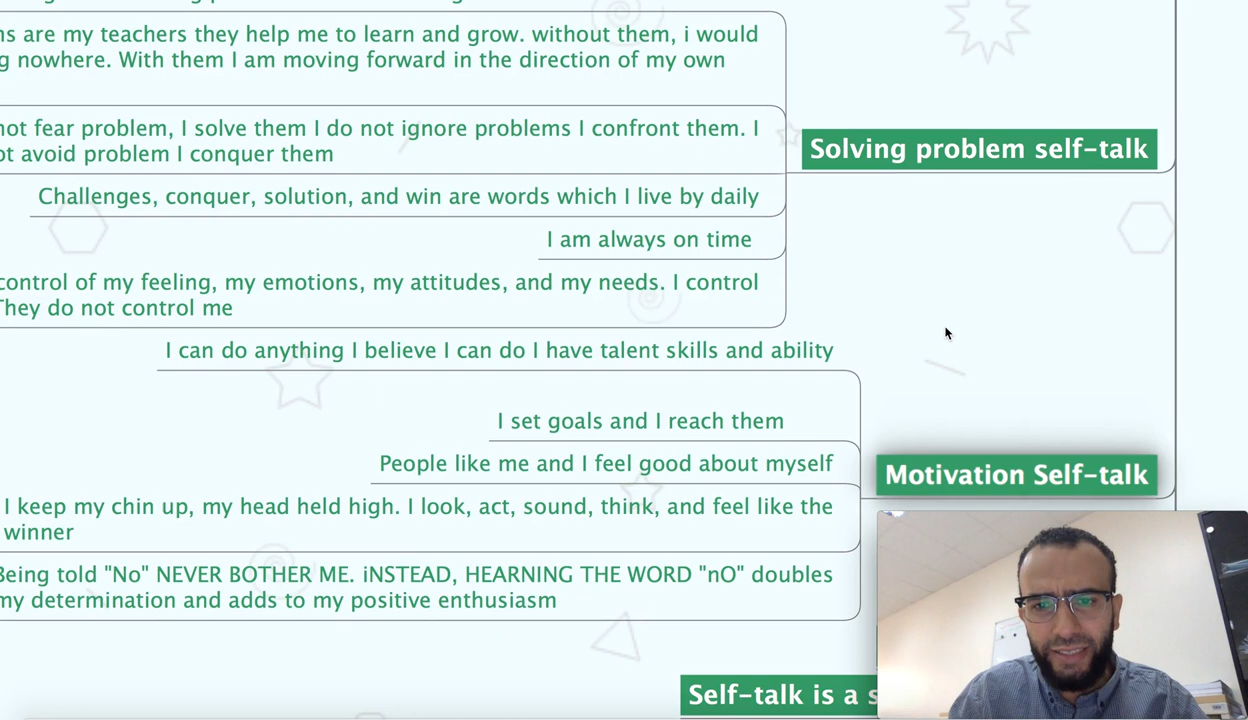 ns are my teachers they help me to learn and grow. without them, i would
g nowhere. With them I am moving forward in the direction of my own
not fear problem, I solve them I do not ignore problems I confront them. I
ot avoid problem I conquer them
Solving problem self-talk
Challenges, conquer, solution, and win are words which I live by daily
I am always on time
control of my feeling, my emotions, my attitudes, and my needs. I control
They do not control me
I can do anything I believe I can do I have talent skills and ability
I set goals and I reach them
People like me and I feel good about myself
Motivation Self-talk
I keep my chin up, my head held high. I look, act, sound, think, and feel like the
winner
Being told "No" NEVER BOTHER ME. iNSTEAD, HEARNING THE WORD "nO" doubles
my determination and adds to my positive enthusiasm
Self-talk is a s